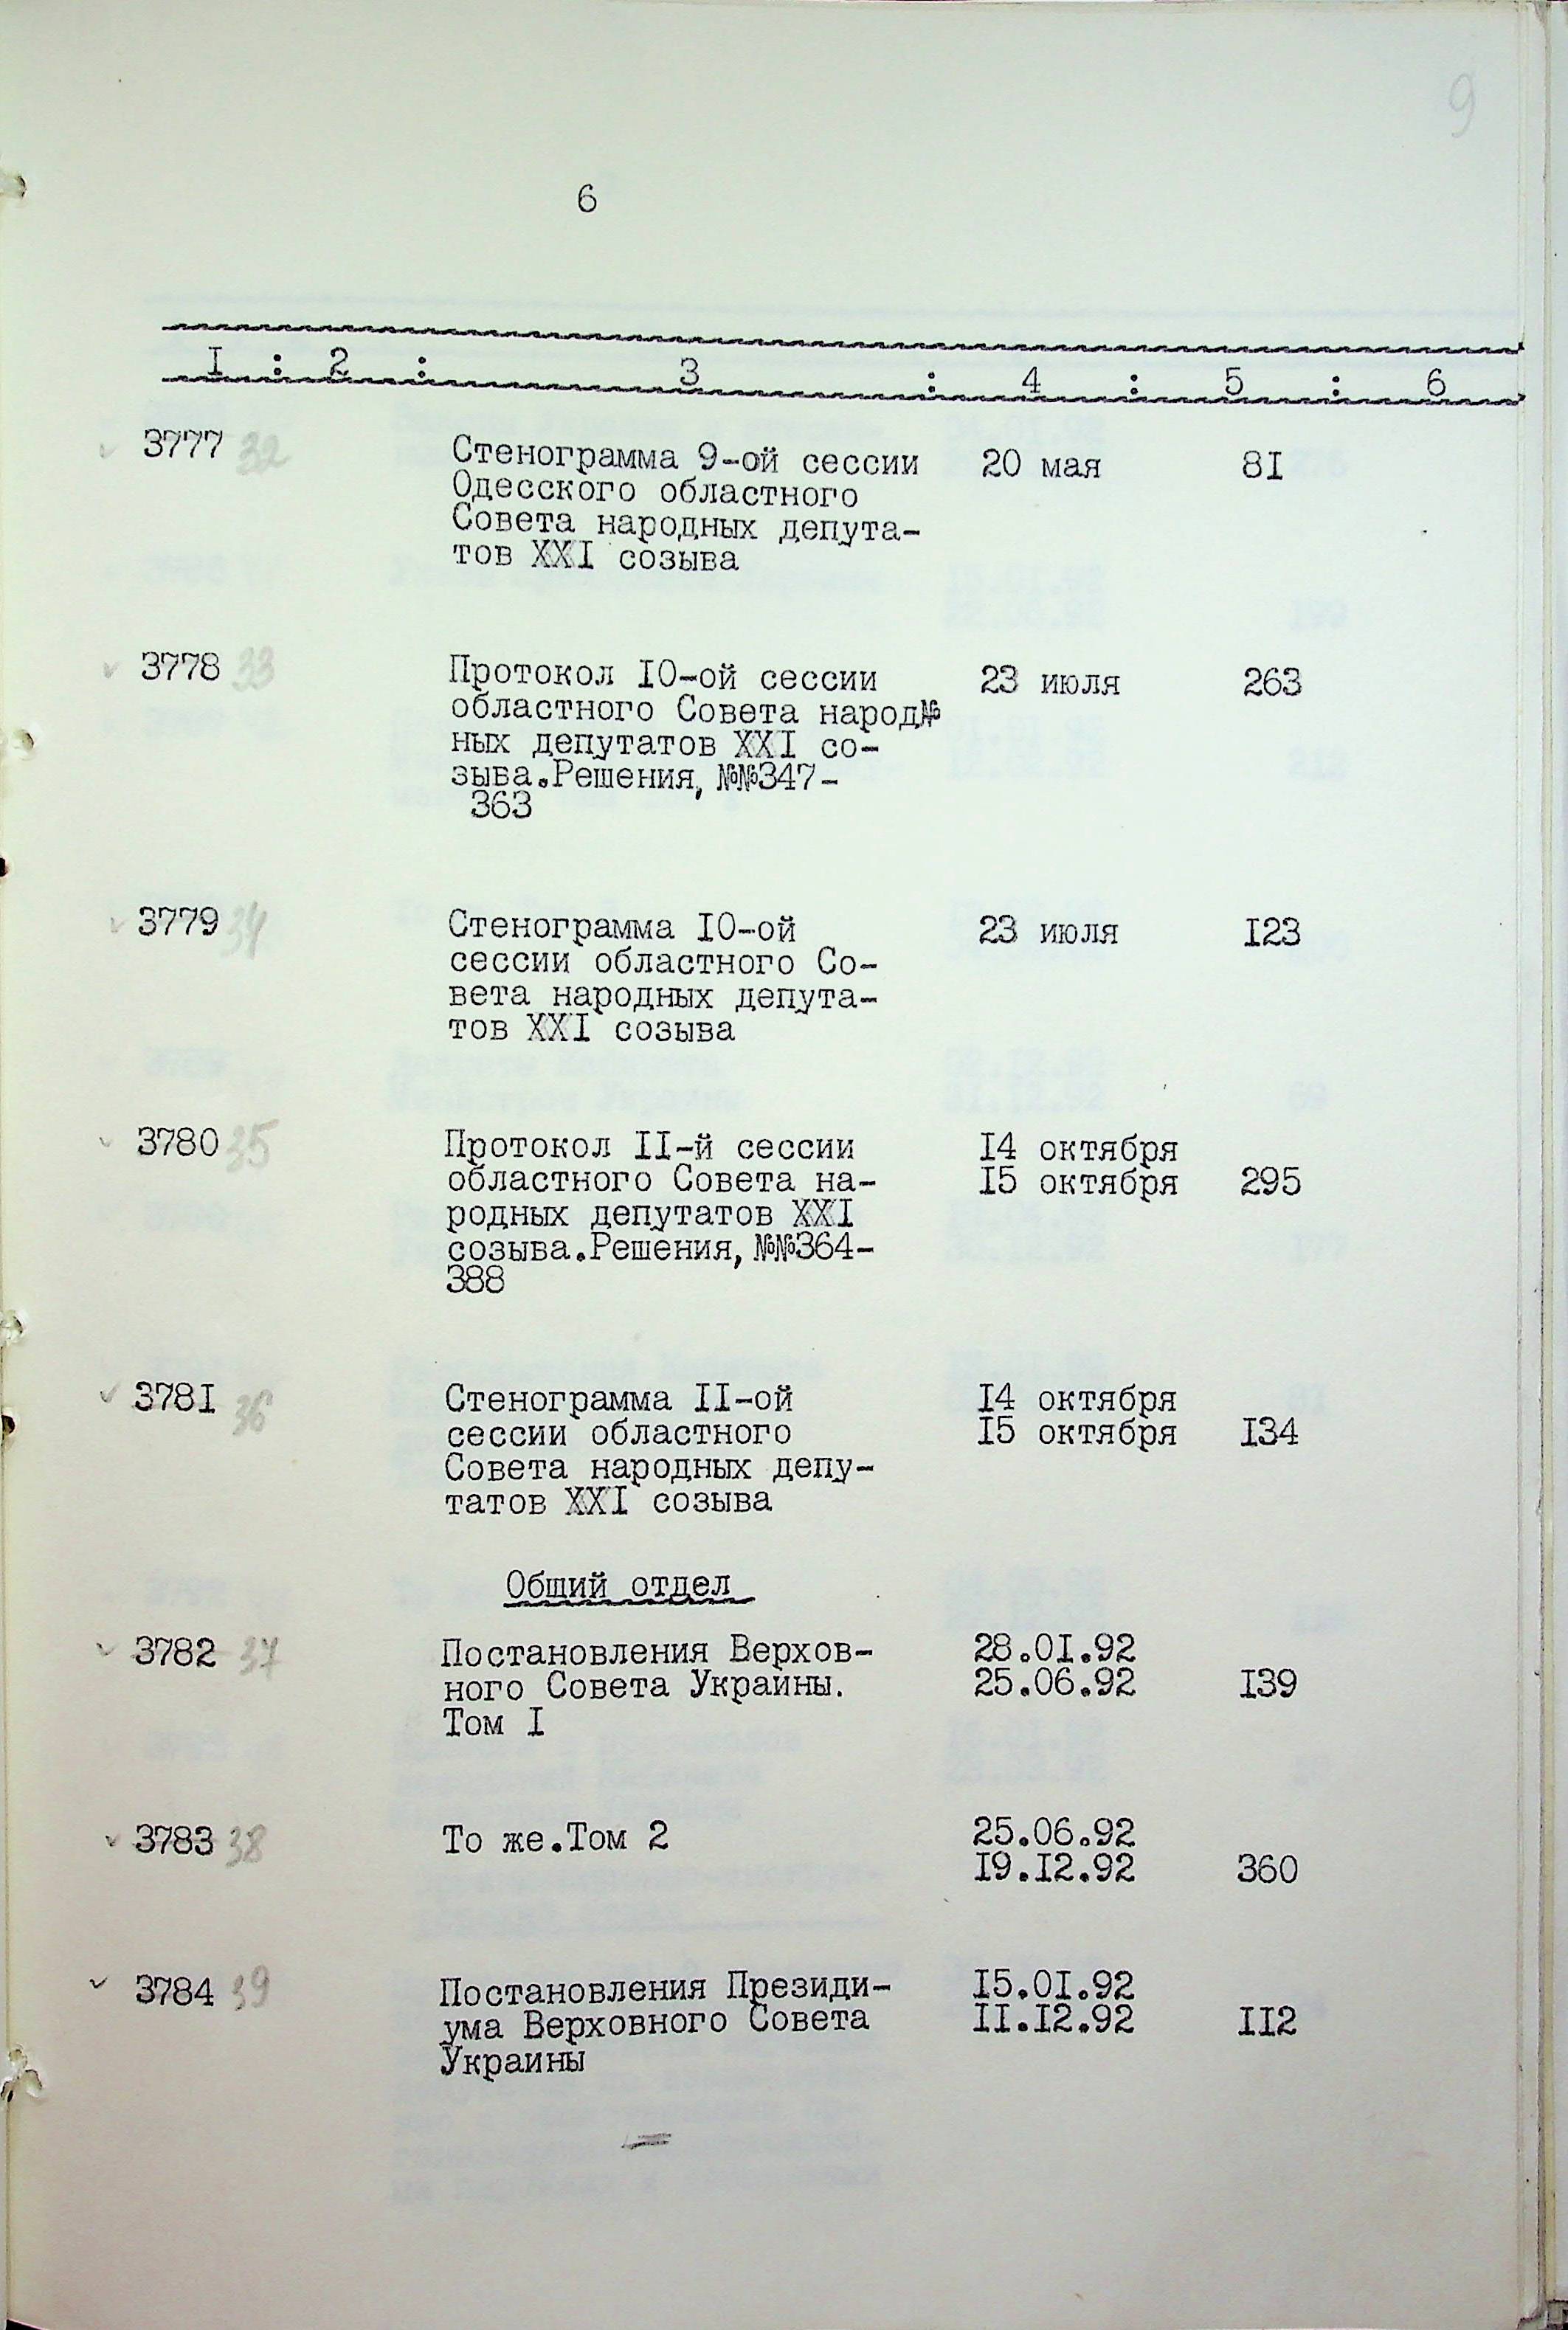 9
6
I : 2 : 3 : 4 : 5 : 6
3777 32 Стенограмма 9-ой сессии 20 мая 8I
Одесского областного
Совета народных депута-
тов XXI созыва
3778 33 Протокол I0-ой сессии 23 июля 263
областного Совета народ№
ных депутатов XXI со-
зыва.Решения, №№347-
363
3779 34 Стенограмма I0-ой 23 июля I23
сессии областного Со-
вета народных депута-
тов XXI созыва
3780 35 Протокол II-й сессии I4 октября
областного Совета на- I5 октября 295
родных депутатов XXI
созыва.Решения, №№364-
388
378I 36 Стенограмма II-ой I4 октября
сессии областного I5 октября I34
Совета народных депу-
татов XXI созыва
Общий отдел
3782 37 Постановления Верхов- 28.0I.92
ного Совета Украины. 25.06.92 I39
Том I
3783 38 То же.Том 2 25.06.92
I9.I2.92 360
3784 39 Постановления Президи- I5.0I.92
ума Верховного Совета II.I2.92 II2
Украины